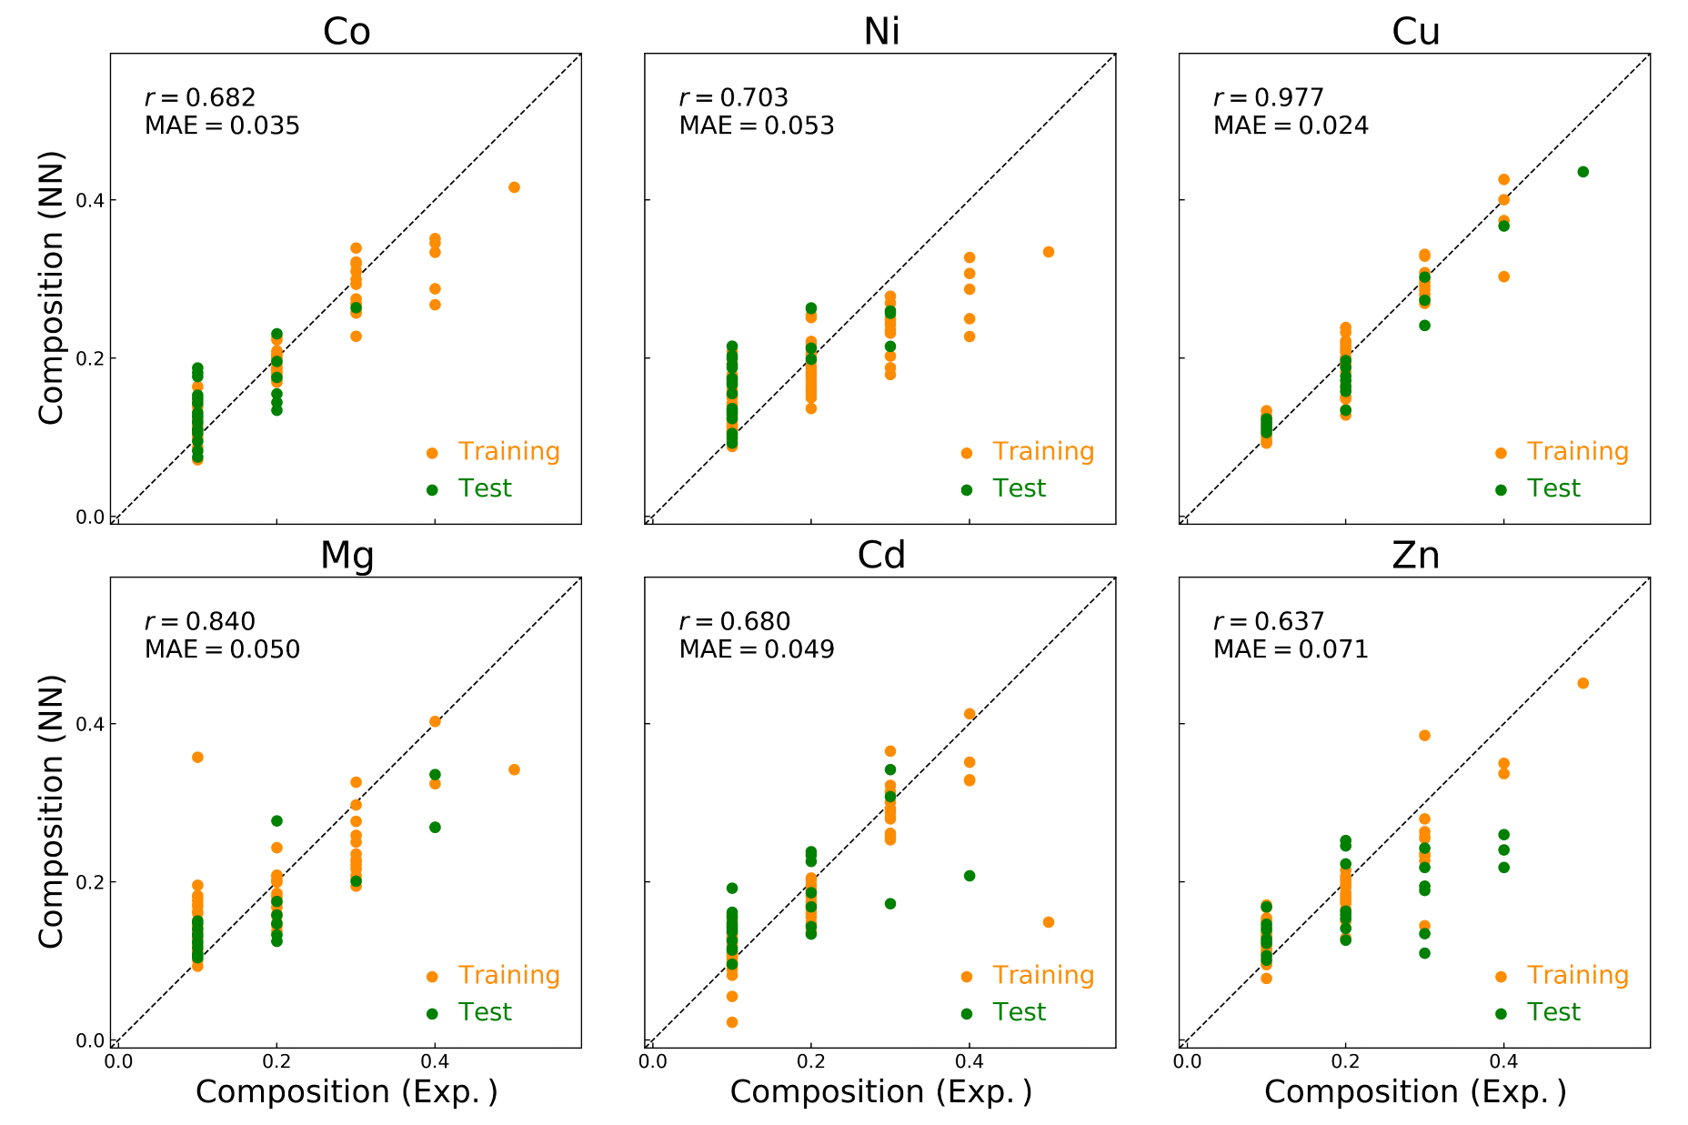 Co
r = 0.682
MAE = 0.035
Composition (NN)
0.4
0.2
0.0
Training
Test
Ni
r = 0.703
MAE = 0.053
Training
Test
Cu
r = 0.977
MAE = 0.024
Training
Test
Mg
r = 0.840
MAE = 0.050
Composition (NN)
0.4
0.2
0.0
Training
Test
0.0 0.2 0.4
Composition (Exp.)
Cd
r = 0.680
MAE = 0.049
Training
Test
0.0 0.2 0.4
Composition (Exp.)
Zn
r = 0.637
MAE = 0.071
Training
Test
0.0 0.2 0.4
Composition (Exp.)